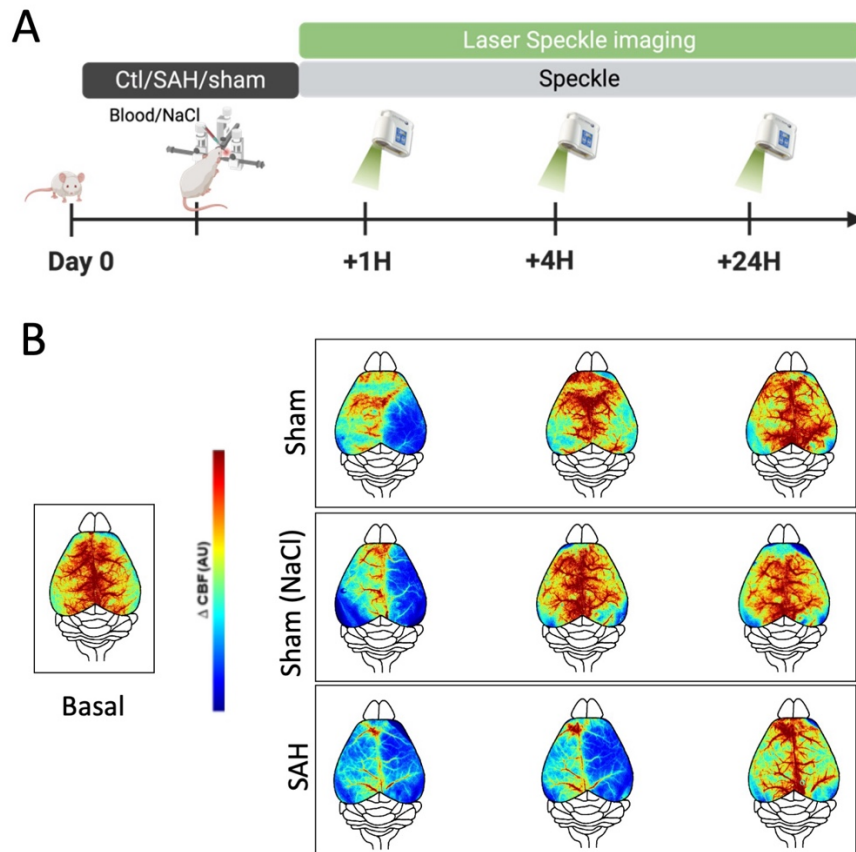 A
Laser Speckle imaging
Ctl/SAH/sham
Speckle
Blood/NaCl
Day 0
+1H
+4H
+24H
B
Sham
Sham (NaCl)
SAH
Δ CBF(AU)
Basal